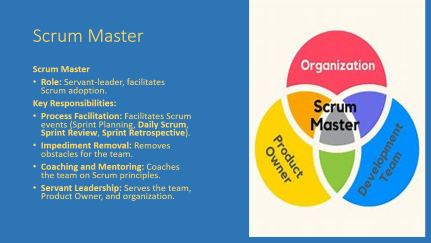 Scrum Master
Scrum Master
• Role: Servant-leader, facilitates
Scrum adoption.
Key Responsibilities:
• Process Facilitation: Facilitates Scrum
events (Sprint Planning, Daily Scrum,
Sprint Review, Sprint Retrospective).
• Impediment Removal: Removes
obstacles for the team.
• Coaching and Mentoring: Coaches
the team on Scrum principles.
• Servant Leadership: Serves the team,
Product Owner, and organization.
Organization
Scrum
Master
Product
Owner
Development
Team